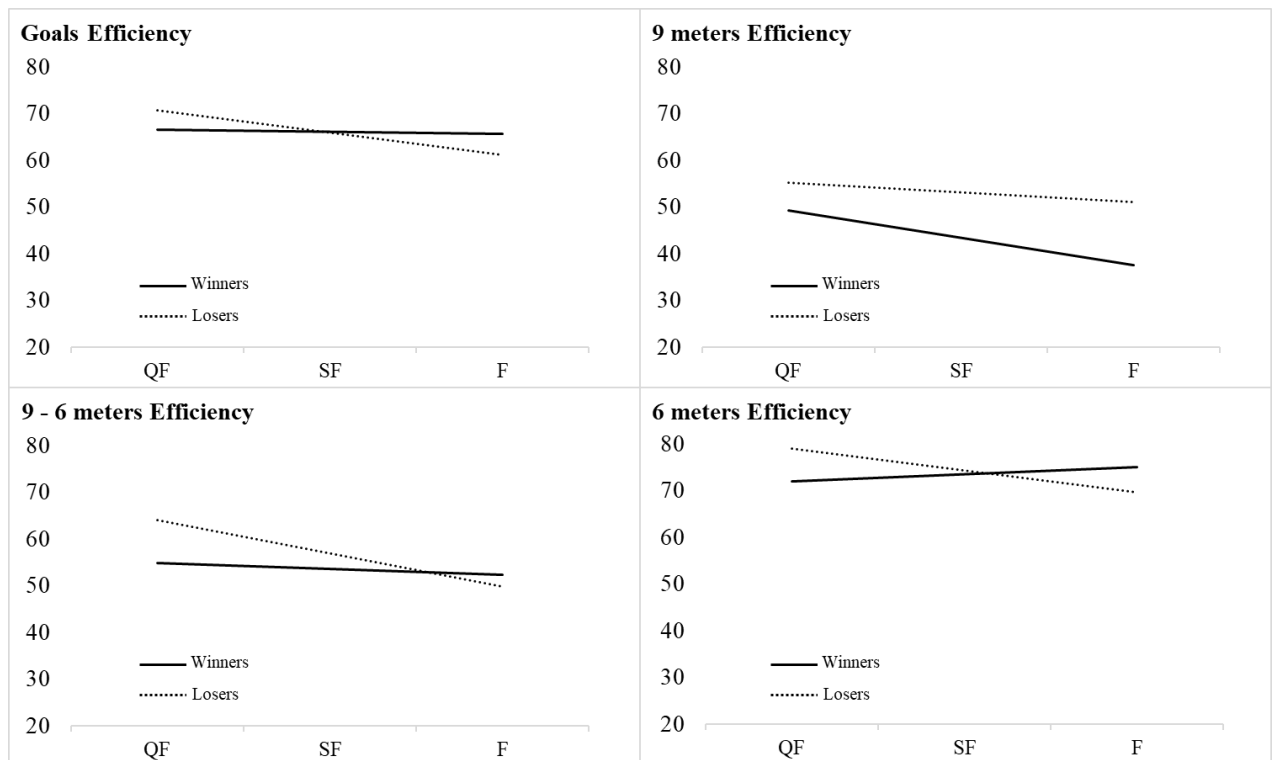 Goals Efficiency
80
70
60
50
40
30
20
Winners
Losers
QF SF F
9 meters Efficiency
80
70
60
50
40
30
20
Winners
Losers
QF SF F
9 - 6 meters Efficiency
80
70
60
50
40
30
20
Winners
Losers
QF SF F
6 meters Efficiency
80
70
60
50
40
30
20
Winners
Losers
QF SF F